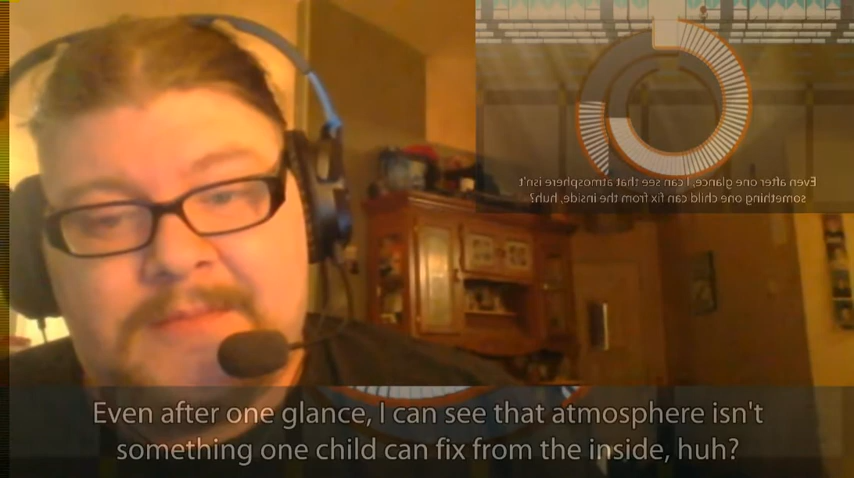 Even after one glance, I can see that atmosphere isn't
something one child can fix from the inside, huh?
Even after one glance, I can see that atmosphere isn't
something one child can fix from the inside, huh?